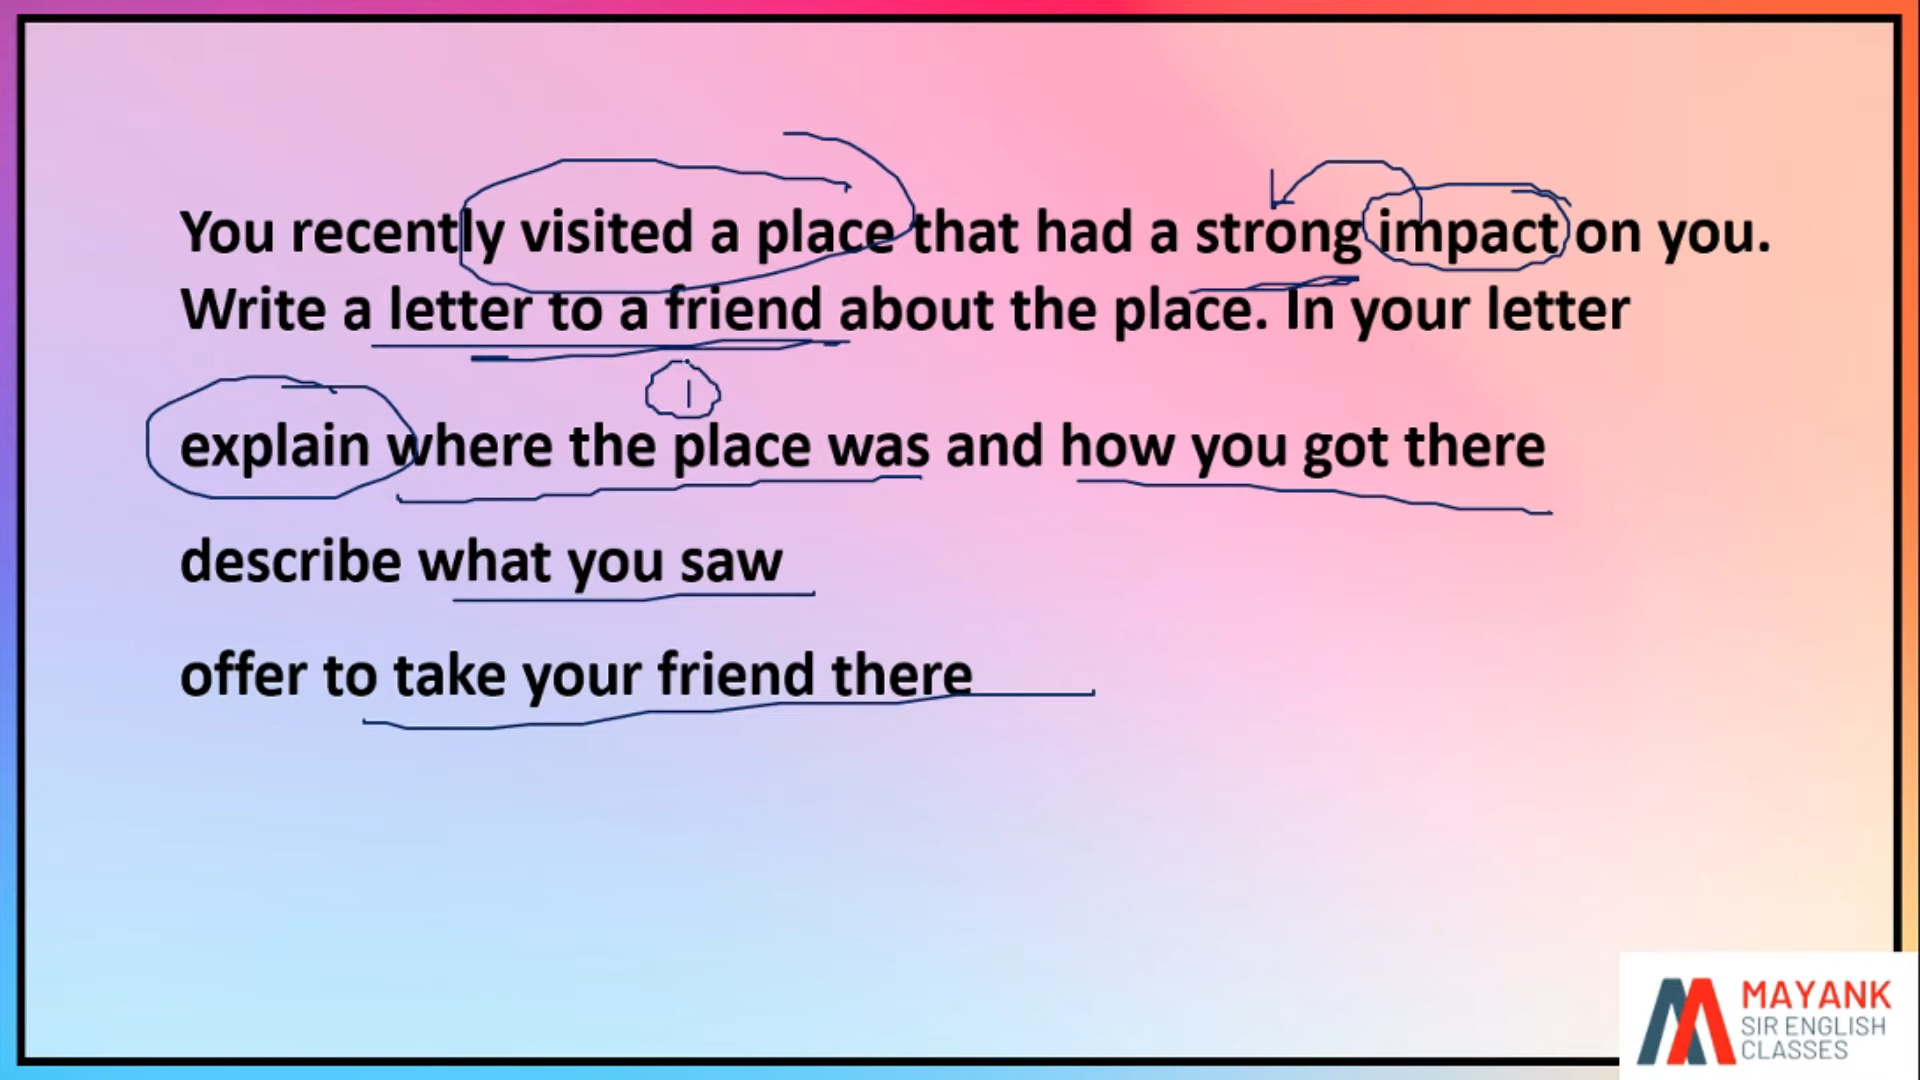 You recently visited a place that had a strong impact on you.
Write a letter to a friend about the place. In your letter
1
explain where the place was and how you got there
describe what you saw
offer to take your friend there
MAYANK
SIR ENGLISH
CLASSES